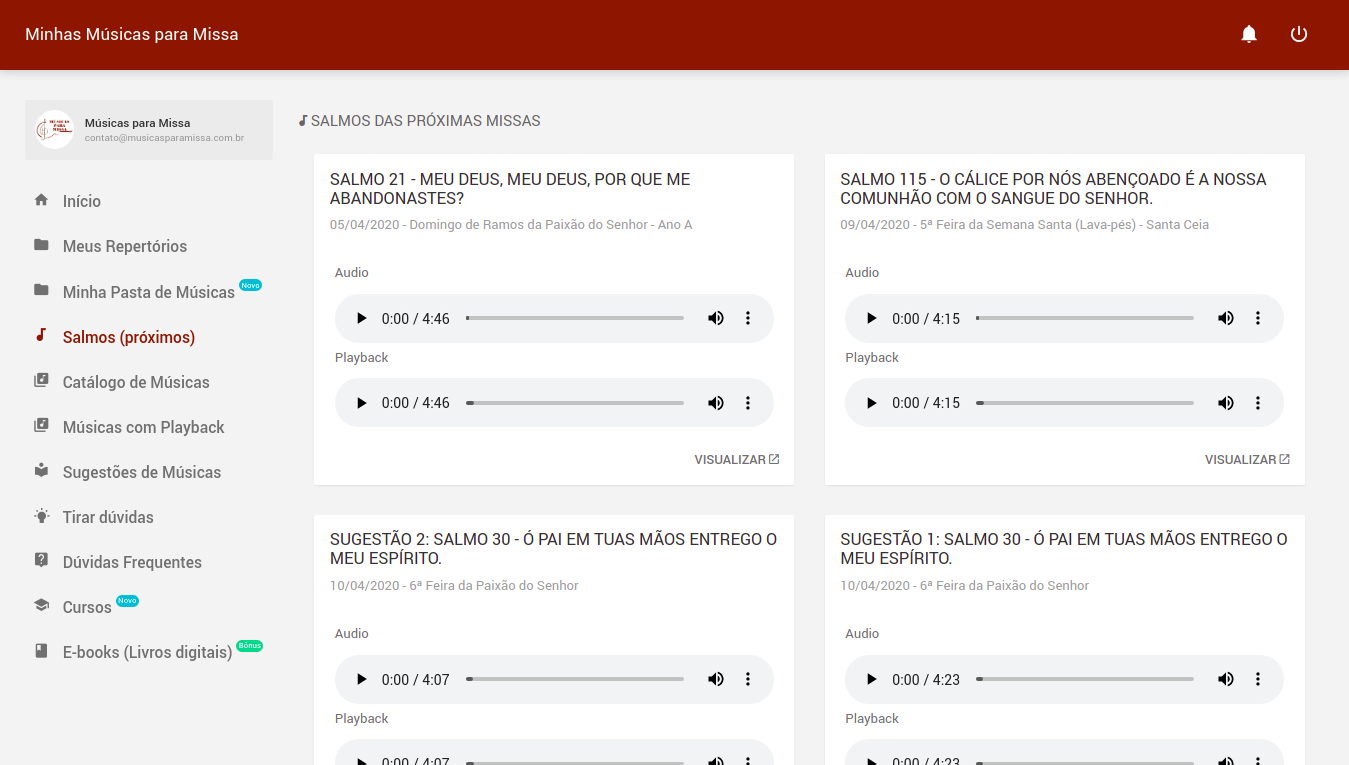 Minhas Músicas para Missa
Músicas para Missa
contato@musicasparamissa.com.br
Início
Meus Repertórios
Minha Pasta de Músicas Novo
Salmos (próximos)
Catálogo de Músicas
Músicas com Playback
Sugestões de Músicas
Tirar dúvidas
Dúvidas Frequentes
Cursos Novo
E-books (Livros digitais) Bônus
SALMOS DAS PRÓXIMAS MISSAS
SALMO 21 - MEU DEUS, MEU DEUS, POR QUE ME
ABANDONASTES?
05/04/2020 - Domingo de Ramos da Paixão do Senhor - Ano A
Audio
0:00 / 4:46
Playback
0:00 / 4:46
VISUALIZAR
SALMO 115 - O CÁLICE POR NÓS ABENÇOADO É A NOSSA
COMUNHÃO COM O SANGUE DO SENHOR.
09/04/2020 - 5ª Feira da Semana Santa (Lava-pés) - Santa Ceia
Audio
0:00 / 4:15
Playback
0:00 / 4:15
VISUALIZAR
SUGESTÃO 2: SALMO 30 - Ó PAI EM TUAS MÃOS ENTREGO O
MEU ESPÍRITO.
10/04/2020 - 6ª Feira da Paixão do Senhor
Audio
0:00 / 4:07
Playback
0:00 / 4:07
SUGESTÃO 1: SALMO 30 - Ó PAI EM TUAS MÃOS ENTREGO O
MEU ESPÍRITO.
10/04/2020 - 6ª Feira da Paixão do Senhor
Audio
0:00 / 4:23
Playback
0:00 / 4:23